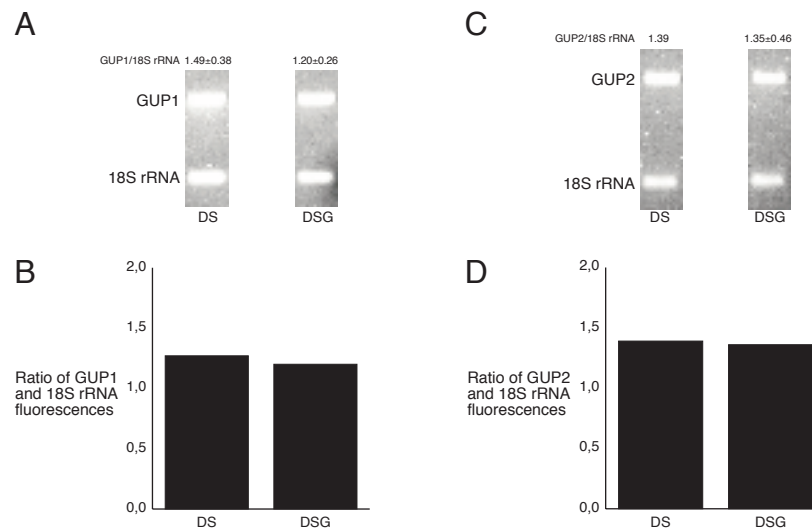 A
GUP1/18S rRNA 1.49±0.38 1.20±0.26
GUP1
18S rRNA
DS DSG
B
2,0
1,5
1,0
0,5
0,0
Ratio of GUP1
and 18S rRNA
fluorescences
DS DSG
C
GUP2/18S rRNA 1.39 1.35±0.46
GUP2
18S rRNA
DS DSG
D
2,0
1,5
1,0
0,5
0,0
Ratio of GUP2
and 18S rRNA
fluorescences
DS DSG